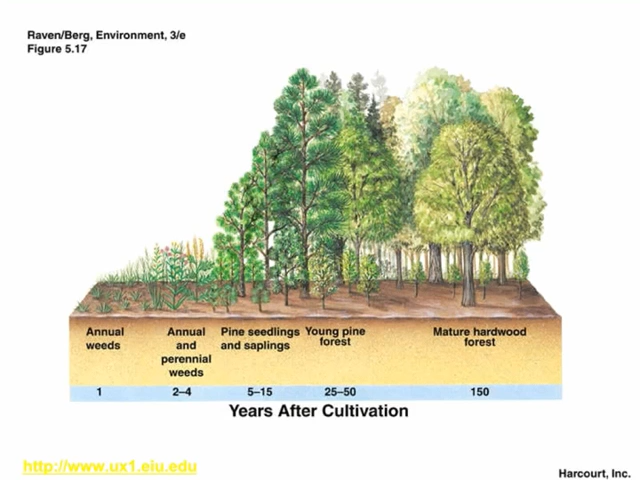 Raven/Berg, Environment, 3/e
Figure 5.17
Annual
weeds
Annual
and
perennial
weeds
Pine seedlings
and saplings
Young pine
forest
Mature hardwood
forest
1 2–4 5–15 25–50 150
Years After Cultivation
http://www.ux1.eiu.edu
Harcourt, Inc.